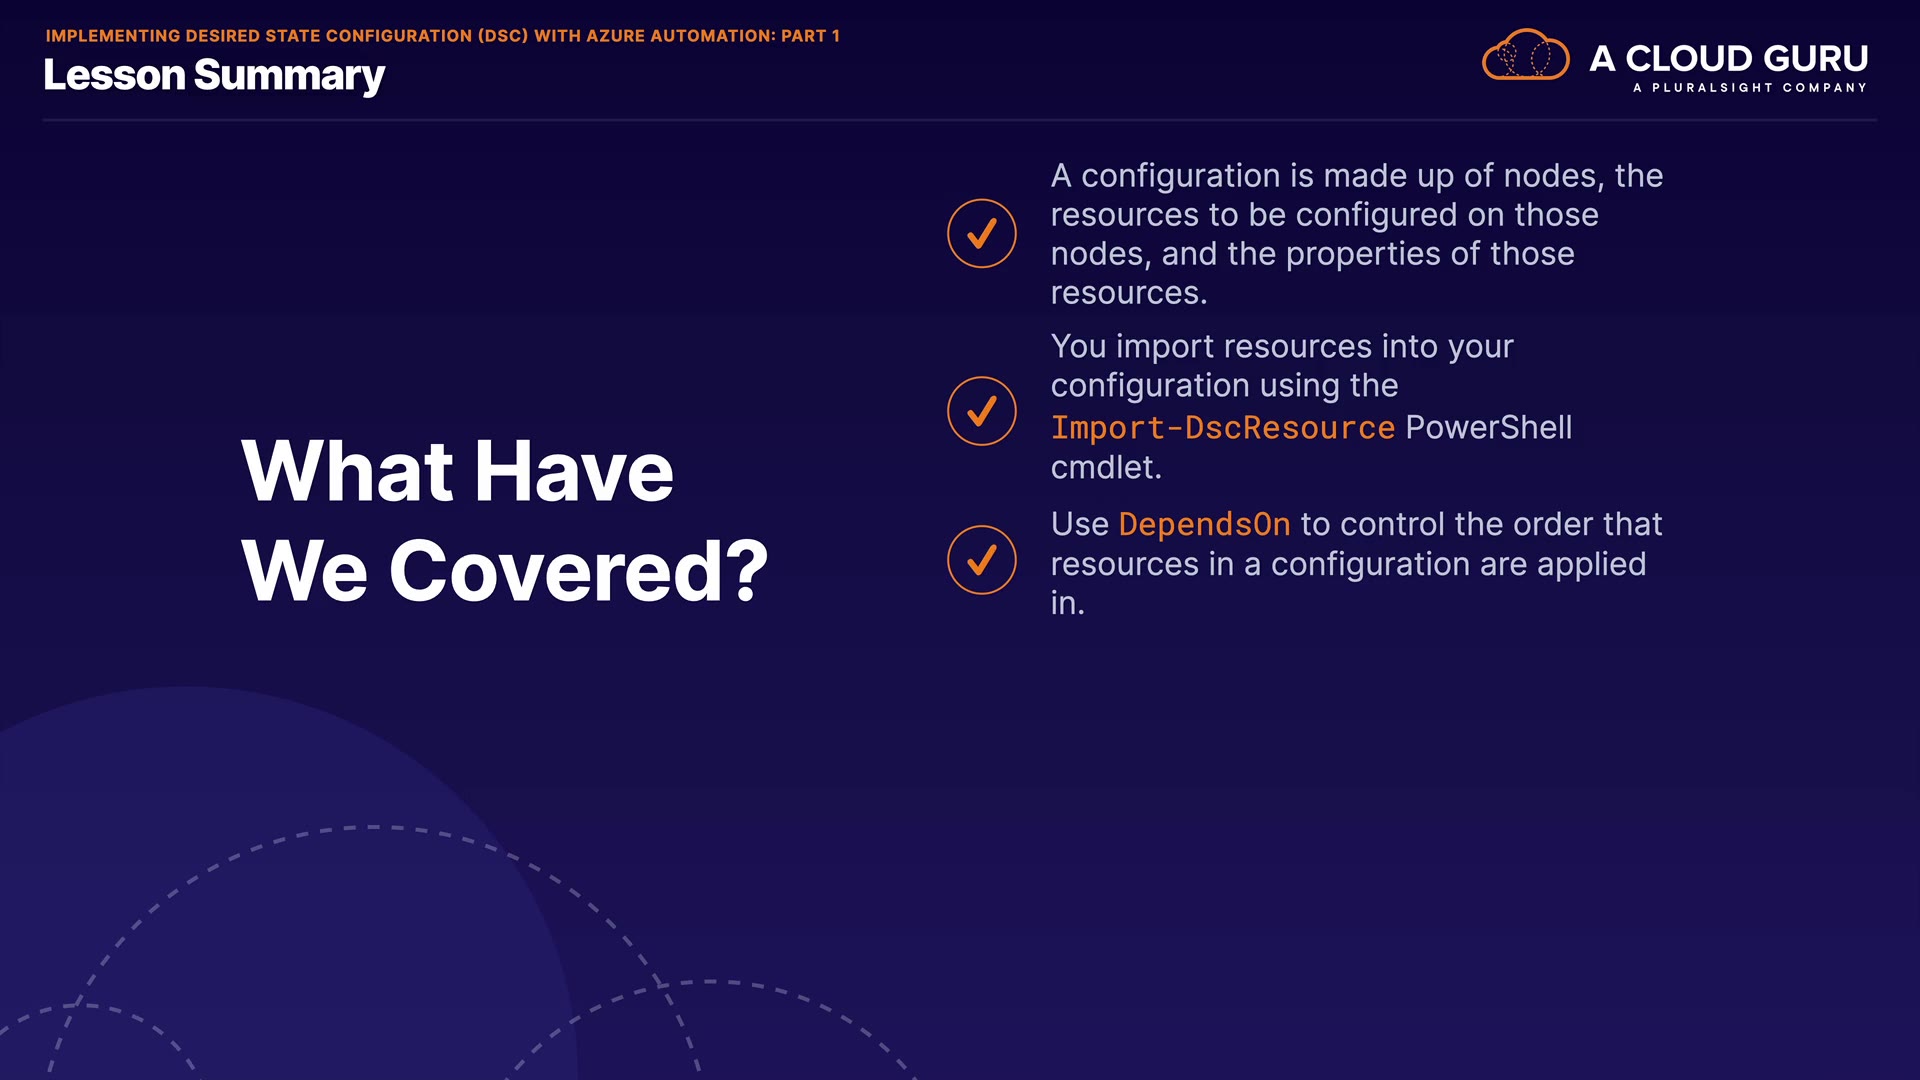 IMPLEMENTING DESIRED STATE CONFIGURATION (DSC) WITH AZURE AUTOMATION: PART 1
Lesson Summary
A CLOUD GURU
A PLURALSIGHT COMPANY
What Have
We Covered?
A configuration is made up of nodes, the
resources to be configured on those
nodes, and the properties of those
resources.
You import resources into your
configuration using the
Import-DscResource PowerShell
cmdlet.
Use DependsOn to control the order that
resources in a configuration are applied
in.